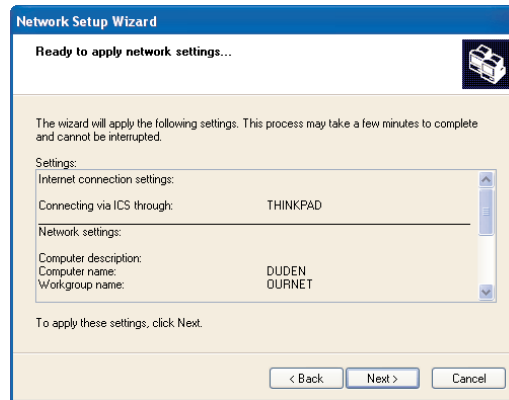 Network Setup Wizard
Ready to apply network settings...
The wizard will apply the following settings. This process may take a few minutes to complete
and cannot be interrupted.
Settings:
Internet connection settings:
Connecting via ICS through: THINKPAD
Network settings:
Computer description:
Computer name: DUDEN
Workgroup name: OURNET
To apply these settings, click Next.
< Back Next > Cancel